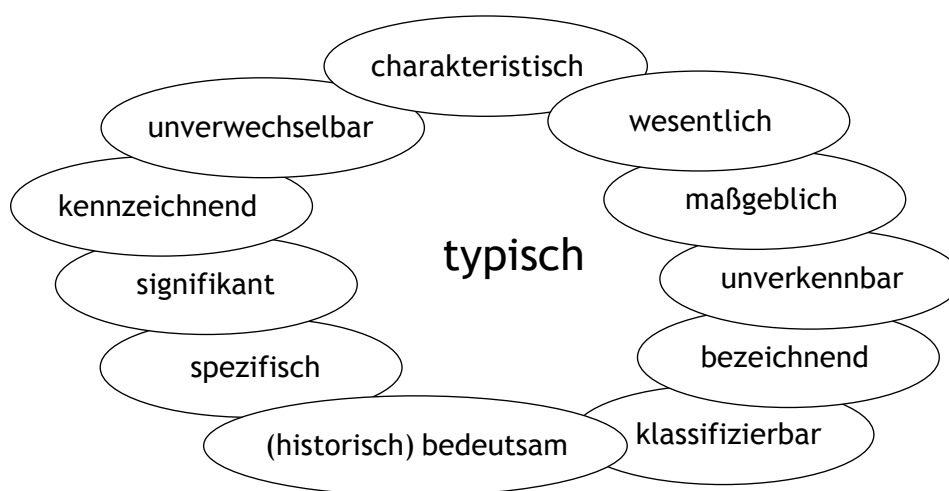 charakteristisch
unverwechselbar
wesentlich
kennzeichnend
maßgeblich
typisch
signifikant
unverkennbar
spezifisch
bezeichnend
(historisch) bedeutsam
klassifizierbar